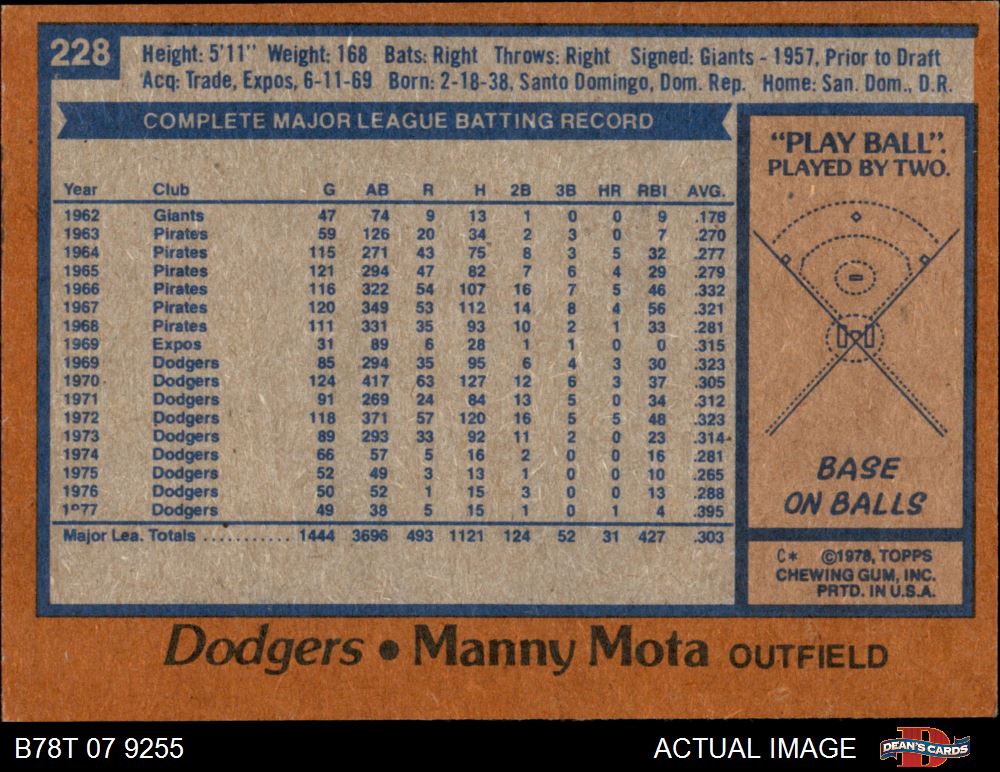 228
Height: 5'11" Weight: 168 Bats: Right Throws: Right Signed: Giants - 1957, Prior to Draft
Acq: Trade, Expos, 6-11-69 Born: 2-18-38, Santo Domingo, Dom. Rep. Home: San. Dom., D.R.
COMPLETE MAJOR LEAGUE BATTING RECORD
Year Club G AB R H 2B 3B HR RBI AVG.
1962 Giants 47 74 9 13 1 0 0 9 .178
1963 Pirates 59 126 20 34 2 3 0 7 .270
1964 Pirates 115 271 43 75 8 3 5 32 .277
1965 Pirates 121 294 47 82 7 6 4 29 .279
1966 Pirates 116 322 54 107 16 7 5 46 .332
1967 Pirates 120 349 53 112 14 8 4 56 .321
1968 Pirates 111 331 35 93 10 2 1 33 .281
1969 Expos 31 89 6 28 1 1 0 0 .315
1969 Dodgers 85 294 35 95 6 4 3 30 .323
1970 Dodgers 124 417 63 127 12 6 3 37 .305
1971 Dodgers 91 269 24 84 13 5 0 34 .312
1972 Dodgers 118 371 57 120 16 5 5 48 .323
1973 Dodgers 89 293 33 92 11 2 0 23 .314
1974 Dodgers 66 57 5 16 2 0 0 16 .281
1975 Dodgers 52 49 3 13 1 0 0 10 .265
1976 Dodgers 50 52 1 15 3 0 0 13 .288
1977 Dodgers 49 38 5 15 1 0 1 4 .395
Major Lea. Totals ........... 1444 3696 493 1121 124 52 31 427 .303
"PLAY BALL".
PLAYED BY TWO.
BASE
ON BALLS
C* ©1978, TOPPS
CHEWING GUM, INC.
PRTD. IN U.S.A.
Dodgers • Manny Mota OUTFIELD
B78T 07 9255
ACTUAL IMAGE
D
DEAN'S CARDS